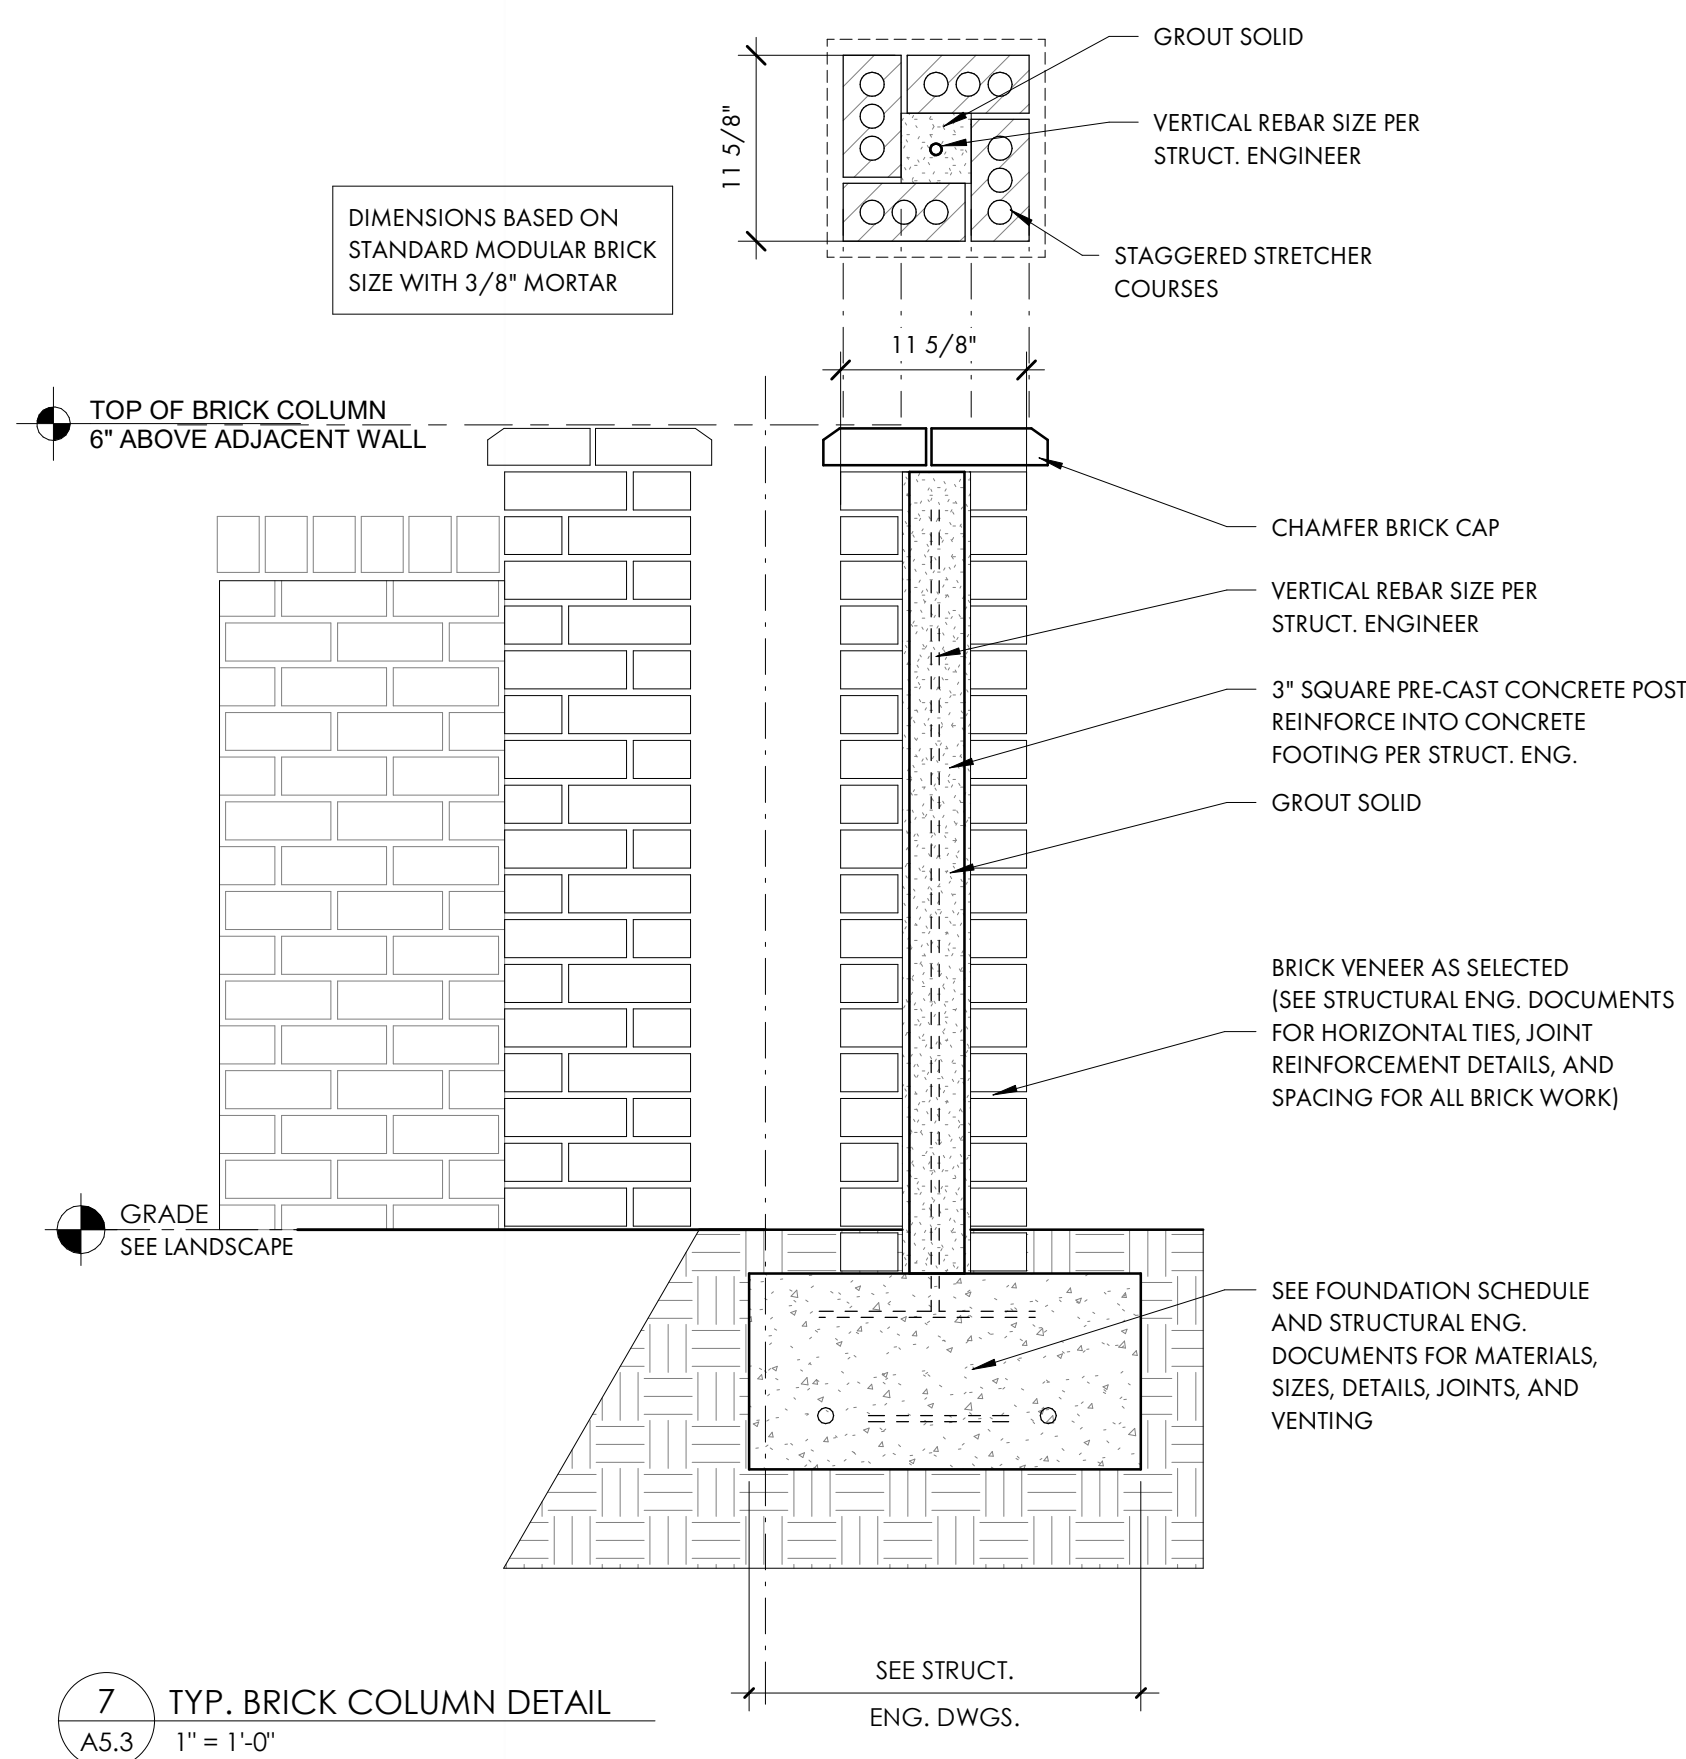 GROUT SOLID
11 5/8"
VERTICAL REBAR SIZE PER
STRUCT. ENGINEER
DIMENSIONS BASED ON
STANDARD MODULAR BRICK
SIZE WITH 3/8" MORTAR
STAGGERED STRETCHER
COURSES
11 5/8"
TOP OF BRICK COLUMN
6" ABOVE ADJACENT WALL
CHAMFER BRICK CAP
VERTICAL REBAR SIZE PER
STRUCT. ENGINEER
3" SQUARE PRE-CAST CONCRETE POST
REINFORCE INTO CONCRETE
FOOTING PER STRUCT. ENG.
GROUT SOLID
BRICK VENEER AS SELECTED
(SEE STRUCTURAL ENG. DOCUMENTS
FOR HORIZONTAL TIES, JOINT
REINFORCEMENT DETAILS, AND
SPACING FOR ALL BRICK WORK)
GRADE
SEE LANDSCAPE
SEE FOUNDATION SCHEDULE
AND STRUCTURAL ENG.
DOCUMENTS FOR MATERIALS,
SIZES, DETAILS, JOINTS, AND
VENTING
SEE STRUCT.
ENG. DWGS.
7
A5.3
TYP. BRICK COLUMN DETAIL
1" = 1'-0"